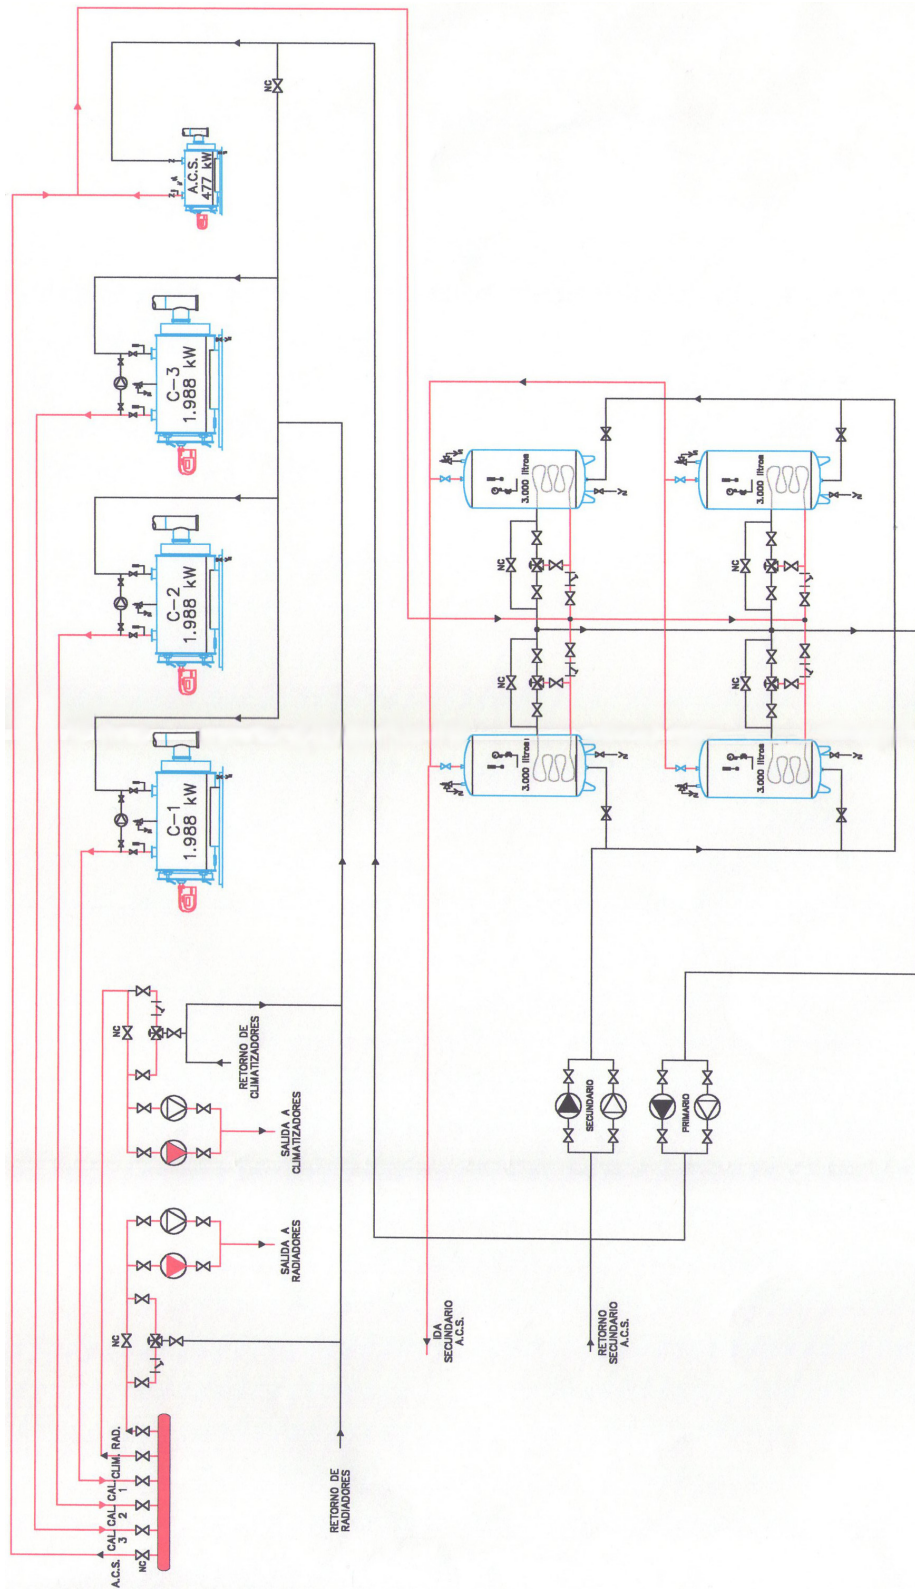 NC
A.C.S.
477 kW
C-3
1.988 kW
C-2
1.988 kW
C-1
1.988 kW
3.000 litros
3.000 litros
NC
NC
NC
NC
3.000 litros
3.000 litros
NC
RETORNO DE
CLIMATIZADORES
SALIDA A
CLIMATIZADORES
SECUNDARIO
PRIMARIO
SALIDA A
RADIADORES
NC
IDA
SECUNDARIO
A.C.S.
RETORNO
SECUNDARIO
A.C.S.
RAD.
CLIM.
CAL.
1
CAL.
2
CAL.
3
A.C.S.
NC
RETORNO DE
RADIADORES